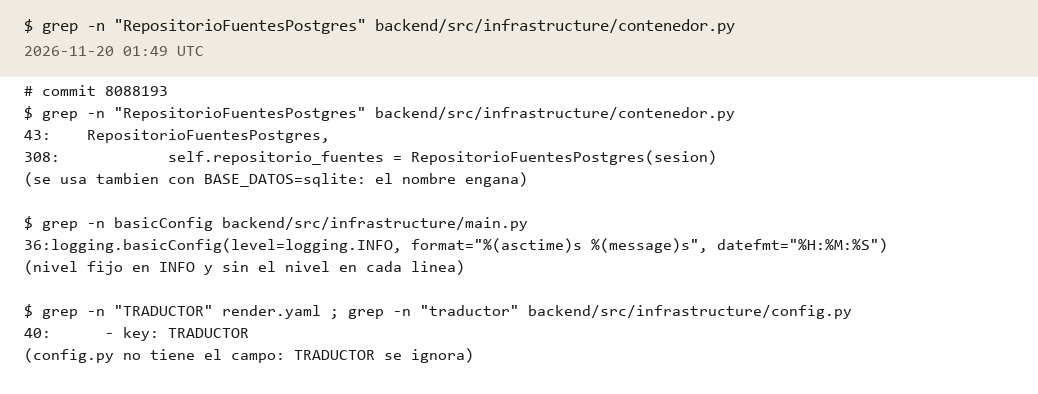 $ grep -n "RepositorioFuentesPostgres" backend/src/infrastructure/contenedor.py
2026-11-20 01:49 UTC
# commit 8088193
$ grep -n "RepositorioFuentesPostgres" backend/src/infrastructure/contenedor.py
43:    RepositorioFuentesPostgres,
308:            self.repositorio_fuentes = RepositorioFuentesPostgres(sesion)
(se usa tambien con BASE_DATOS=sqlite: el nombre engana)

$ grep -n basicConfig backend/src/infrastructure/main.py
36:logging.basicConfig(level=logging.INFO, format="%(asctime)s %(message)s", datefmt="%H:%M:%S")
(nivel fijo en INFO y sin el nivel en cada linea)

$ grep -n "TRADUCTOR" render.yaml ; grep -n "traductor" backend/src/infrastructure/config.py
40:      - key: TRADUCTOR
(config.py no tiene el campo: TRADUCTOR se ignora)